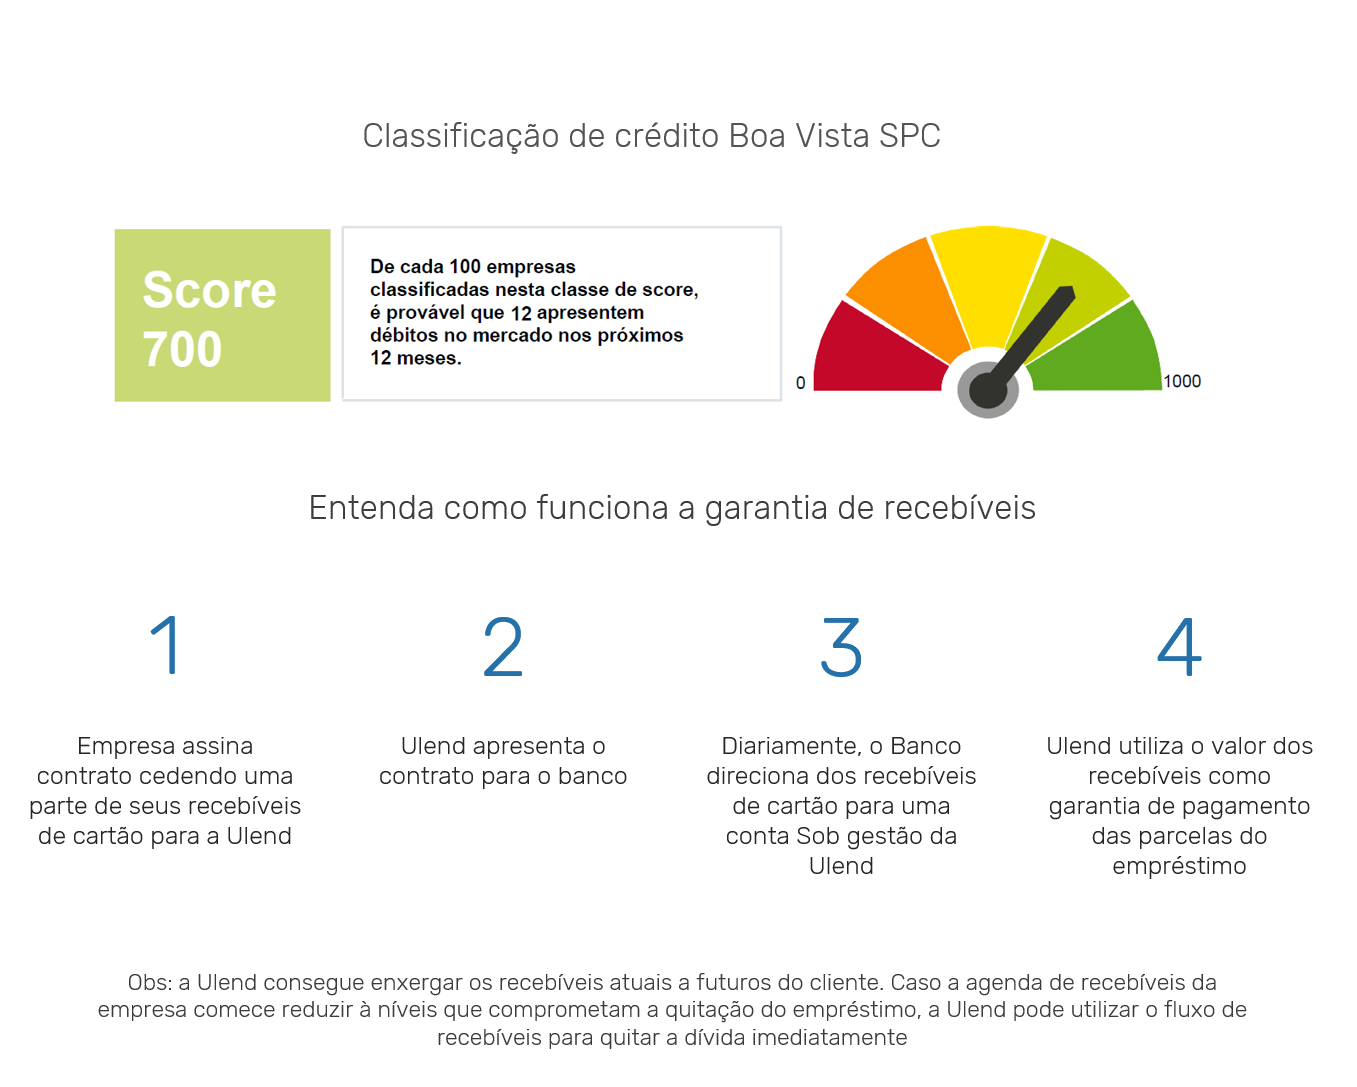 Classificação de crédito Boa Vista SPC
Score
700
De cada 100 empresas
classificadas nesta classe de score,
é provável que 12 apresentem
débitos no mercado nos próximos
12 meses.
0
1000
Entenda como funciona a garantia de recebíveis
1
Empresa assina
contrato cedendo uma
parte de seus recebíveis
de cartão para a Ulend
2
Ulend apresenta o
contrato para o banco
3
Diariamente, o Banco
direciona dos recebíveis
de cartão para uma
conta Sob gestão da
Ulend
4
Ulend utiliza o valor dos
recebíveis como
garantia de pagamento
das parcelas do
empréstimo
Obs: a Ulend consegue enxergar os recebíveis atuais a futuros do cliente. Caso a agenda de recebíveis da
empresa comece reduzir à níveis que comprometam a quitação do empréstimo, a Ulend pode utilizar o fluxo de
recebíveis para quitar a dívida imediatamente